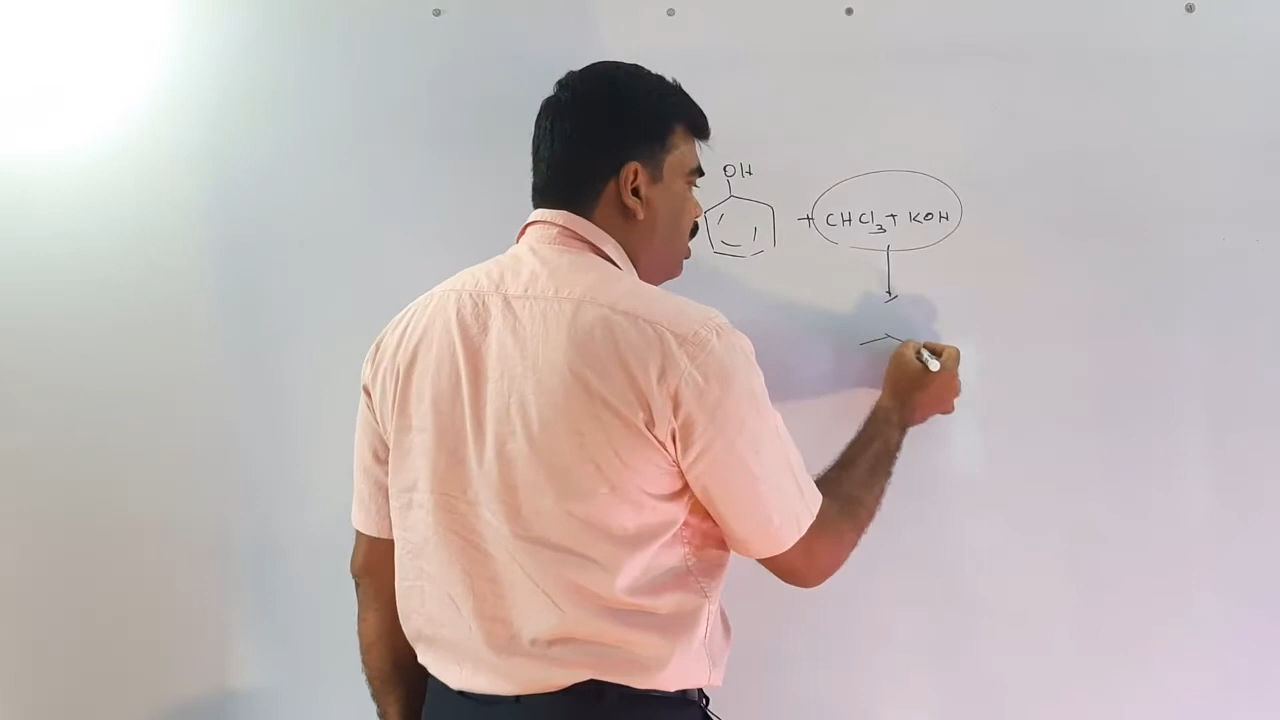 OH
+ CHCl₃ + KOH